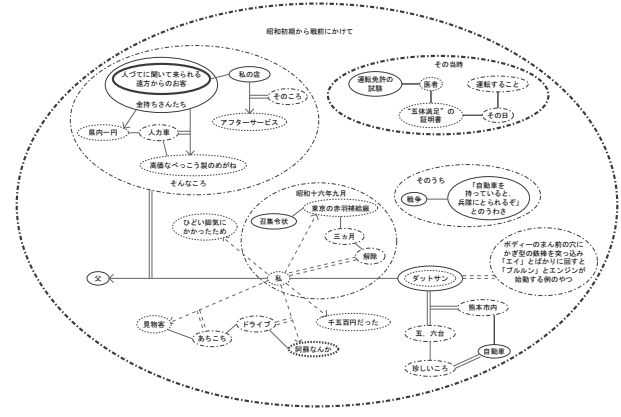 昭和初期から戦前にかけて
人づてに聞いて来られる
遠方からのお客
金持ちさんたち
私の店
そのころ
アフターサービス
県内一円
人力車
高価なべっこう製のめがね
そんなころ
その当時
運転免許の
試験
医者
運転すること
“五体満足”の
証明書
その日
そのうち
戦争
「自動車を
持っていると、
兵隊にとられるぞ」
とのうわさ
昭和十六年九月
東京の赤羽補給廠
召集令状
三ヵ月
解除
ひどい脚気に
かかったため
父
私
ダットサン
ボディーのまん前の穴に
かぎ型の鉄棒を突っ込み
「エイ」とばかりに回すと
「ブルルン」とエンジンが
始動する例のやつ
見物客
あちこち
ドライブ
千五百円だった
阿蘇なんか
熊本市内
五、六台
自動車
珍しいころ